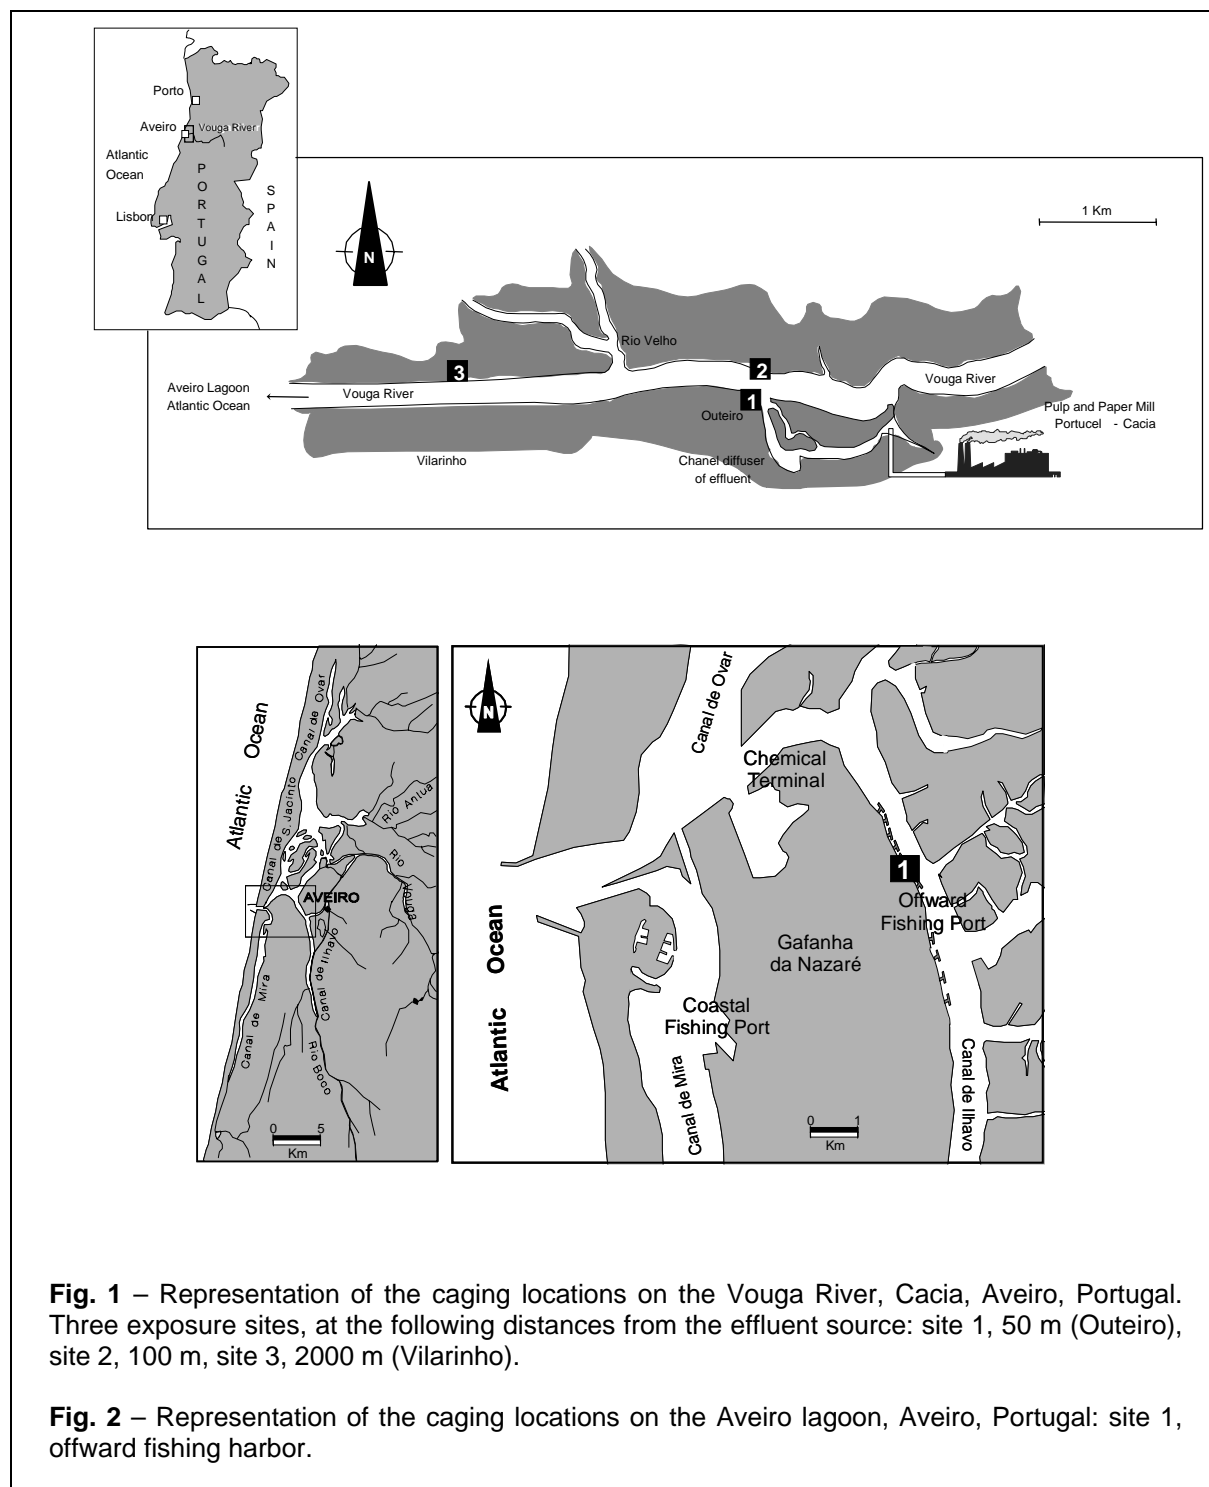 Porto
Aveiro
Vouga River
Atlantic
Ocean
PORTUGAL
SPAIN
Lisbon
N
1 Km
Rio Velho
3
2
1
Aveiro Lagoon
Atlantic Ocean
Vouga River
Vouga River
Outeiro
Pulp and Paper Mill
Portucel - Cacia
Vilarinho
Chanel diffuser
of effluent
Atlantic Ocean
Canal de Ovar
Canal de S. Jacinto
Rio Antua
Rio Vouga
AVEIRO
Canal de Mira
Canal de Ilhavo
Rio Boco
0 5
Km
N
Canal de Ovar
Chemical
Terminal
1
Offward
Fishing Port
Gafanha
da Nazaré
Atlantic Ocean
Coastal
Fishing Port
Canal de Mira
Canal de Ilhavo
0 1
Km
Fig. 1 – Representation of the caging locations on the Vouga River, Cacia, Aveiro, Portugal.
Three exposure sites, at the following distances from the effluent source: site 1, 50 m (Outeiro),
site 2, 100 m, site 3, 2000 m (Vilarinho).
Fig. 2 – Representation of the caging locations on the Aveiro lagoon, Aveiro, Portugal: site 1,
offward fishing harbor.